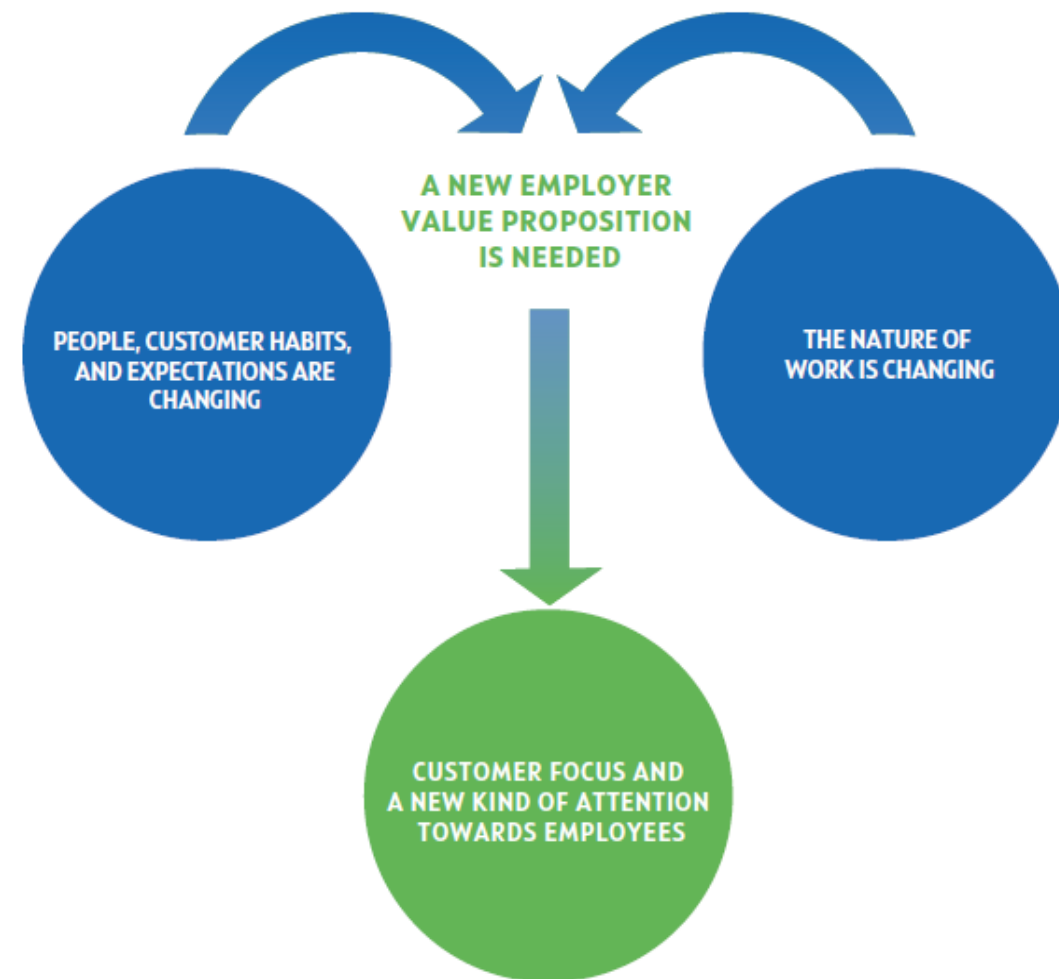 A NEW EMPLOYER
VALUE PROPOSITION
IS NEEDED
PEOPLE, CUSTOMER HABITS,
AND EXPECTATIONS ARE
CHANGING
THE NATURE OF
WORK IS CHANGING
CUSTOMER FOCUS AND
A NEW KIND OF ATTENTION
TOWARDS EMPLOYEES